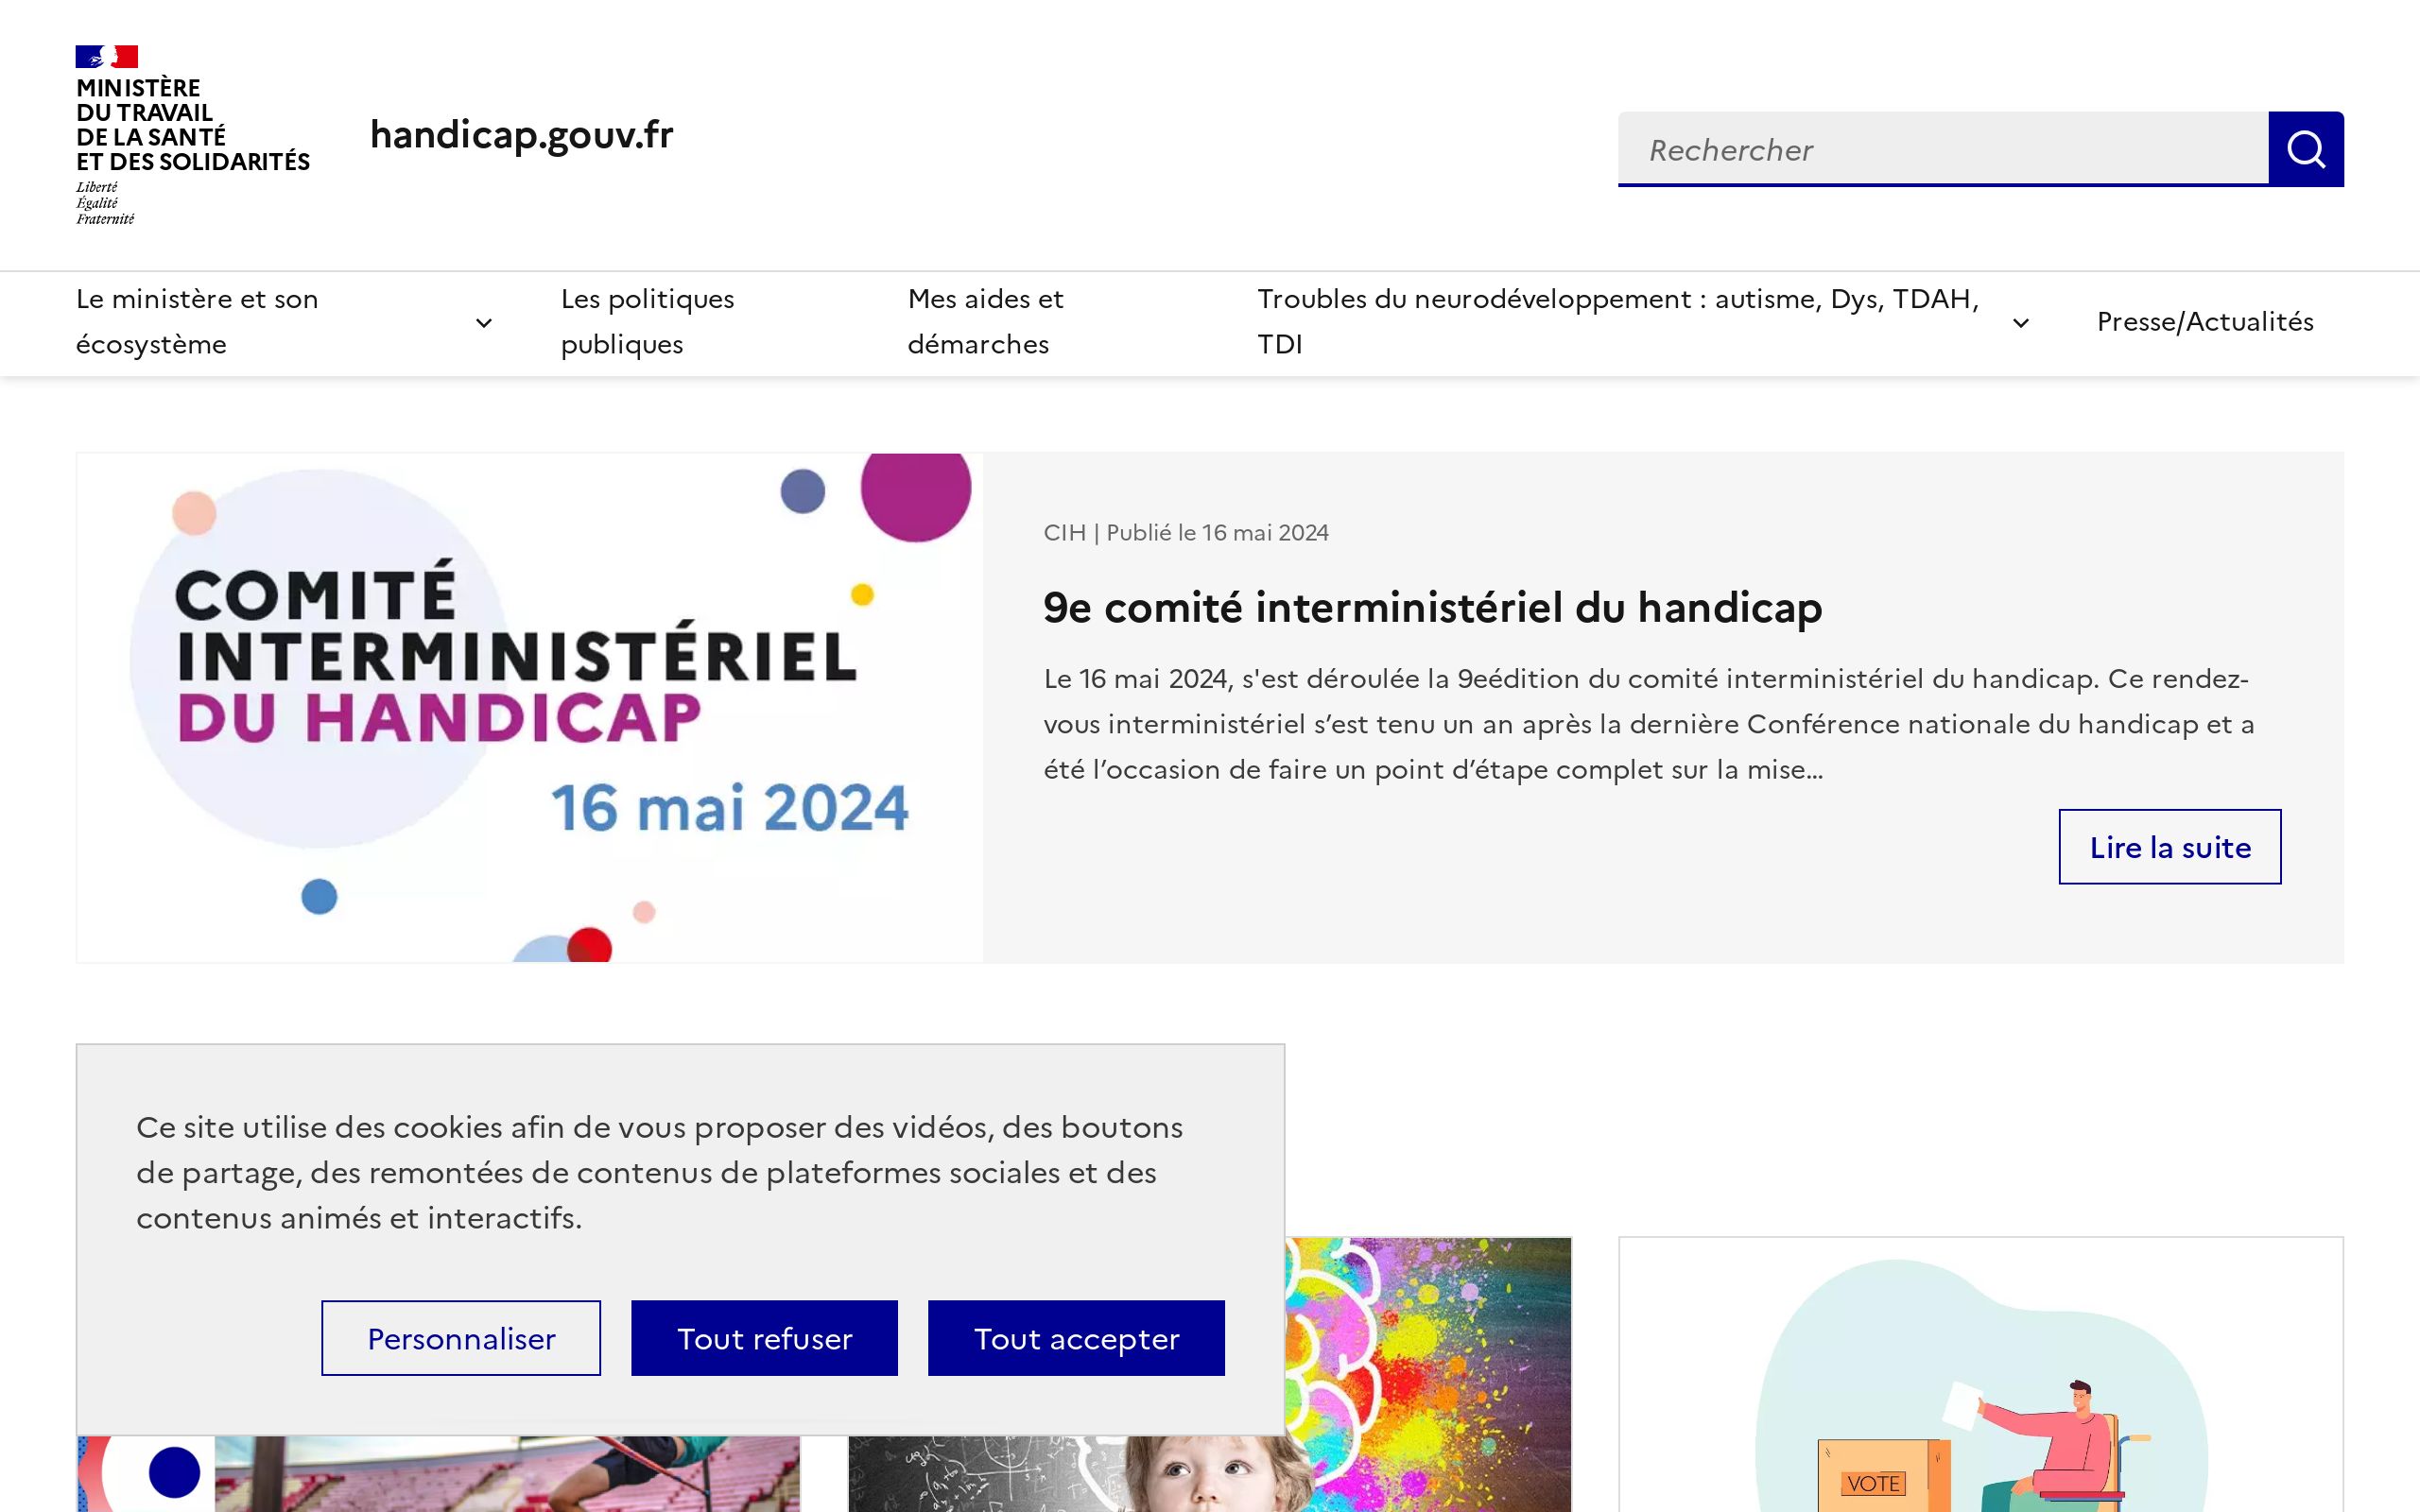 MINISTÈRE
DU TRAVAIL
DE LA SANTÉ
ET DES SOLIDARITÉS
Liberté
Égalité
Fraternité
handicap.gouv.fr
Rechercher
Le ministère et son
écosystème
Les politiques
publiques
Mes aides et
démarches
Troubles du neurodéveloppement : autisme, Dys, TDAH,
TDI
Presse/Actualités
COMITÉ
INTERMINISTÉRIEL
DU HANDICAP
16 mai 2024
CIH | Publié le 16 mai 2024
9e comité interministériel du handicap
Le 16 mai 2024, s'est déroulée la 9eédition du comité interministériel du handicap. Ce rendez-
vous interministériel s’est tenu un an après la dernière Conférence nationale du handicap et a
été l’occasion de faire un point d’étape complet sur la mise…
Lire la suite
Ce site utilise des cookies afin de vous proposer des vidéos, des boutons
de partage, des remontées de contenus de plateformes sociales et des
contenus animés et interactifs.
Personnaliser
Tout refuser
Tout accepter
VOTE